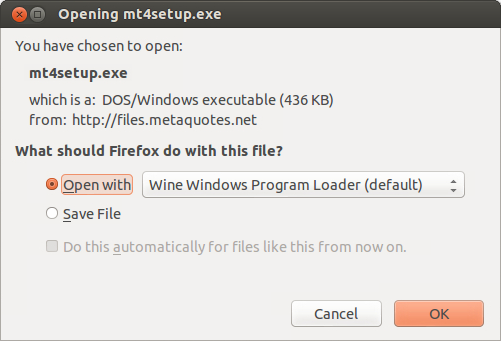 Opening mt4setup.exe
You have chosen to open:
mt4setup.exe
which is a: DOS/Windows executable (436 KB)
from: http://files.metaquotes.net
What should Firefox do with this file?
Open with Wine Windows Program Loader (default)
Save File
Do this automatically for files like this from now on.
Cancel OK